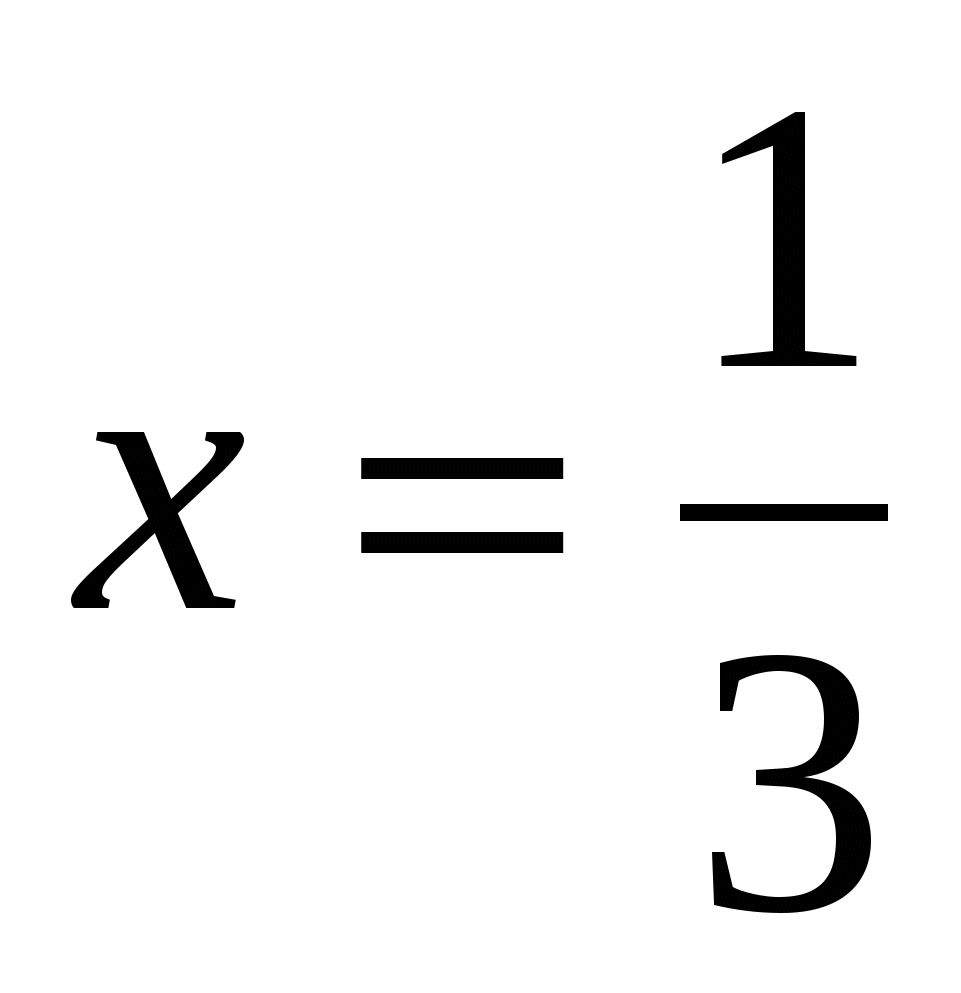 x = 1/3